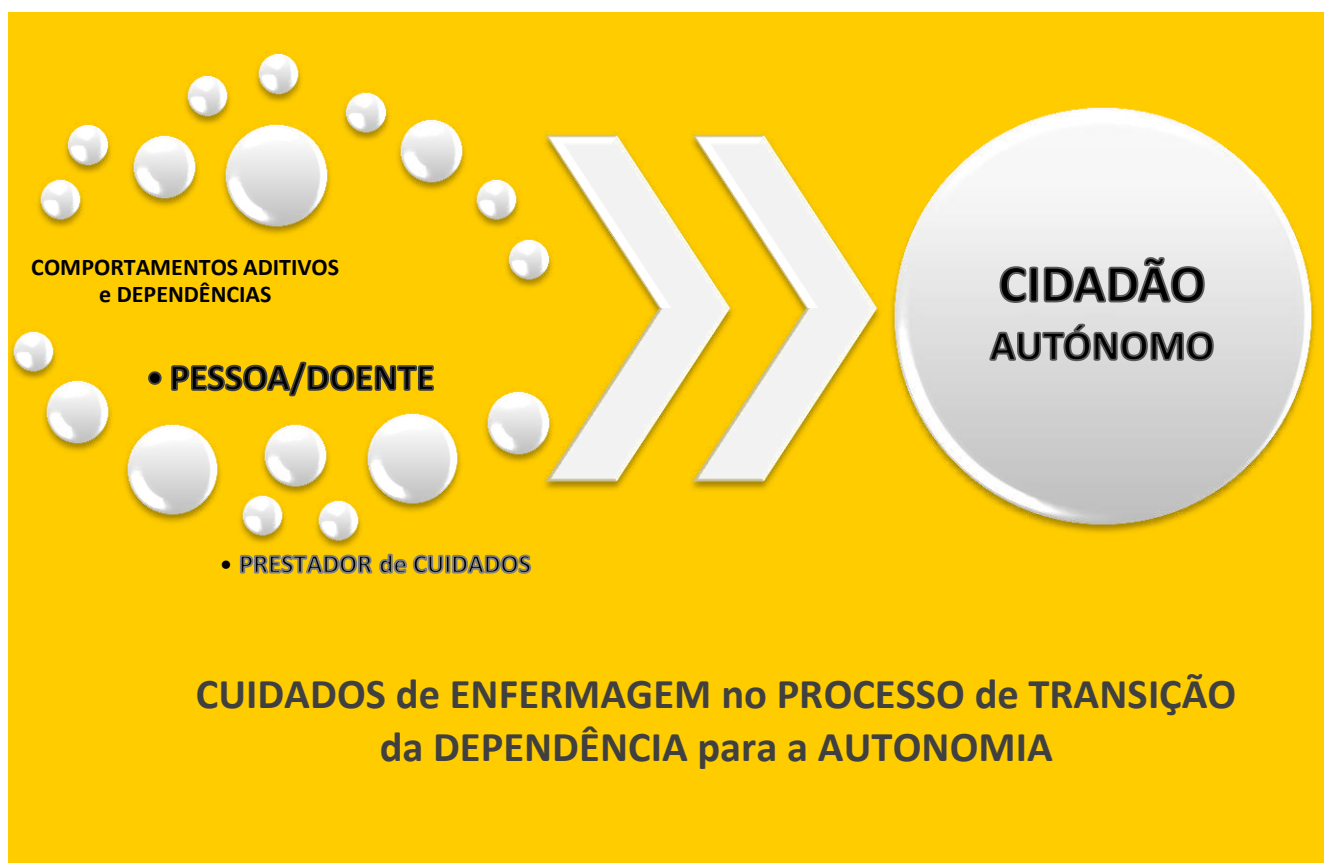 COMPORTAMENTOS ADITIVOS
e DEPENDÊNCIAS
• PESSOA/DOENTE
• PRESTADOR de CUIDADOS
CIDADÃO
AUTÓNOMO
CUIDADOS de ENFERMAGEM no PROCESSO de TRANSIÇÃO
da DEPENDÊNCIA para a AUTONOMIA